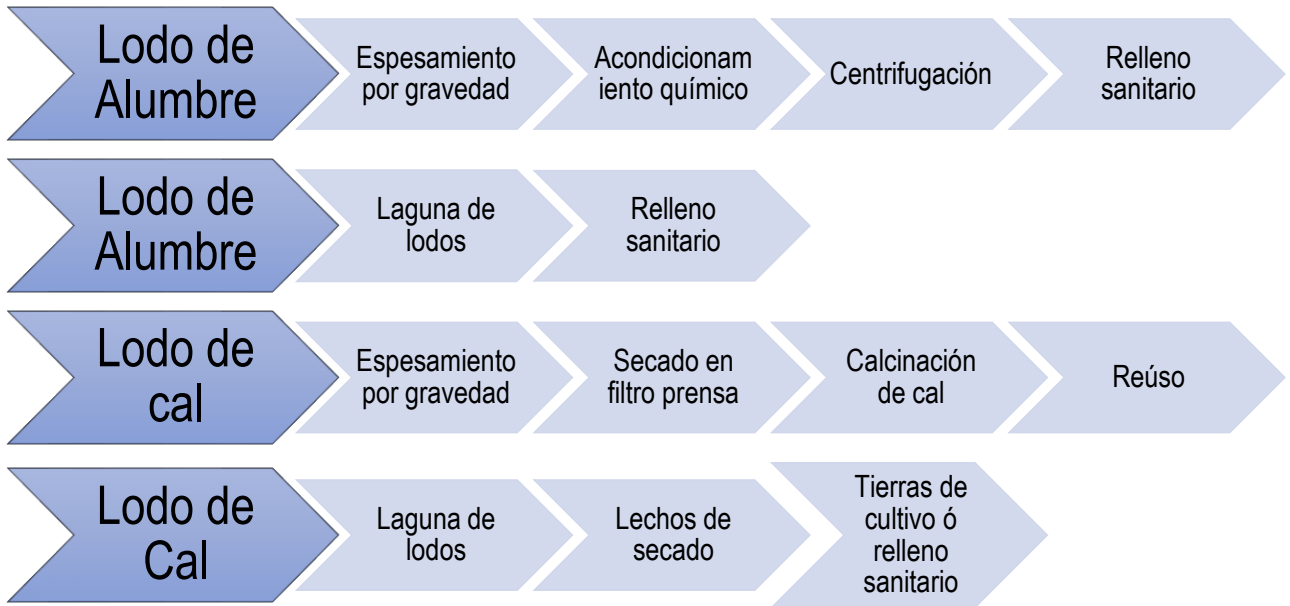 Lodo de
Alumbre
Espesamiento
por gravedad
Acondicionam
iento químico
Centrifugación
Relleno
sanitario
Lodo de
Alumbre
Laguna de
lodos
Relleno
sanitario
Lodo de
cal
Espesamiento
por gravedad
Secado en
filtro prensa
Calcinación
de cal
Reúso
Lodo de
Cal
Laguna de
lodos
Lechos de
secado
Tierras de
cultivo ó
relleno
sanitario